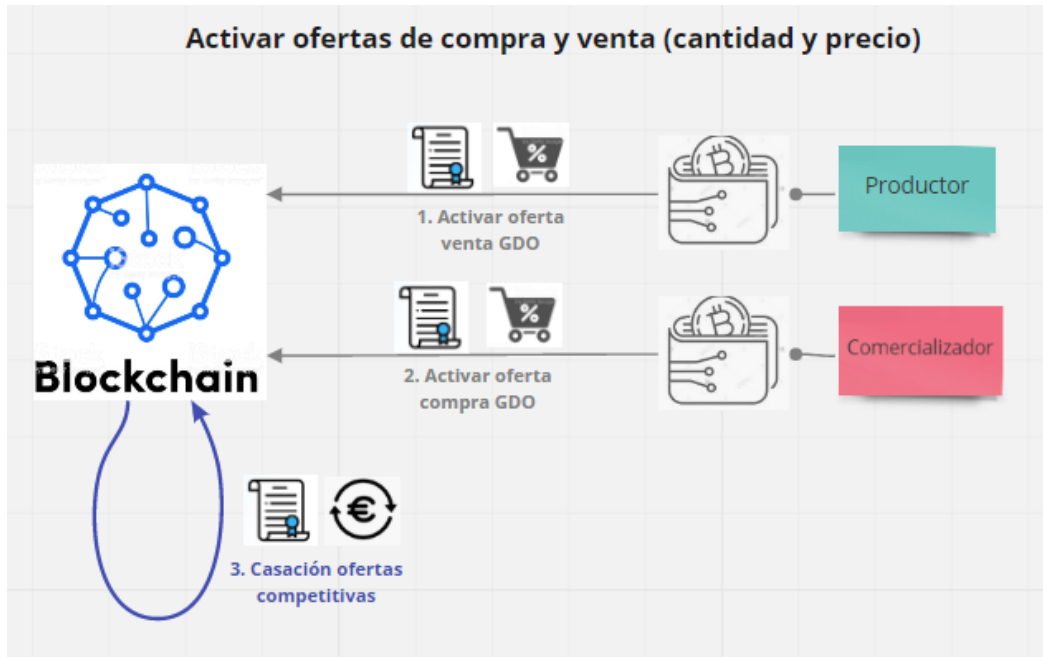 Activar ofertas de compra y venta (cantidad y precio)
%
1. Activar oferta
venta GDO
Productor
%
2. Activar oferta
compra GDO
Comercializador
Blockchain
€
3. Casación ofertas
competitivas